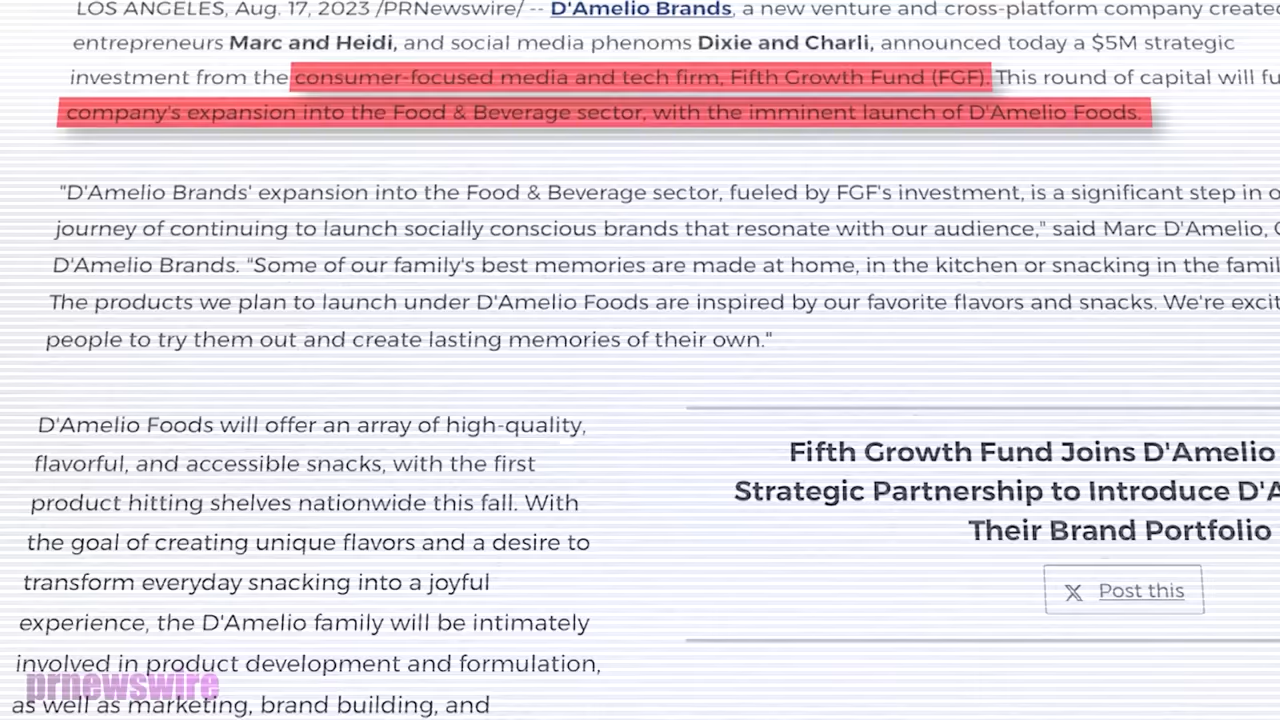 LOS ANGELES, Aug. 17, 2023 /PRNewswire/ -- D'Amelio Brands, a new venture and cross-platform company created
entrepreneurs Marc and Heidi, and social media phenoms Dixie and Charli, announced today a $5M strategic
investment from the consumer-focused media and tech firm, Fifth Growth Fund (FGF). This round of capital will fu
company's expansion into the Food & Beverage sector, with the imminent launch of D'Amelio Foods.
"D'Amelio Brands' expansion into the Food & Beverage sector, fueled by FGF's investment, is a significant step in o
journey of continuing to launch socially conscious brands that resonate with our audience," said Marc D'Amelio, C
D'Amelio Brands. "Some of our family's best memories are made at home, in the kitchen or snacking in the famil
The products we plan to launch under D'Amelio Foods are inspired by our favorite flavors and snacks. We're excit
people to try them out and create lasting memories of their own."
D'Amelio Foods will offer an array of high-quality,
flavorful, and accessible snacks, with the first
product hitting shelves nationwide this fall. With
the goal of creating unique flavors and a desire to
transform everyday snacking into a joyful
experience, the D'Amelio family will be intimately
involved in product development and formulation,
as well as marketing, brand building, and
Fifth Growth Fund Joins D'Amelio
Strategic Partnership to Introduce D'A
Their Brand Portfolio
X Post this
prnewswire